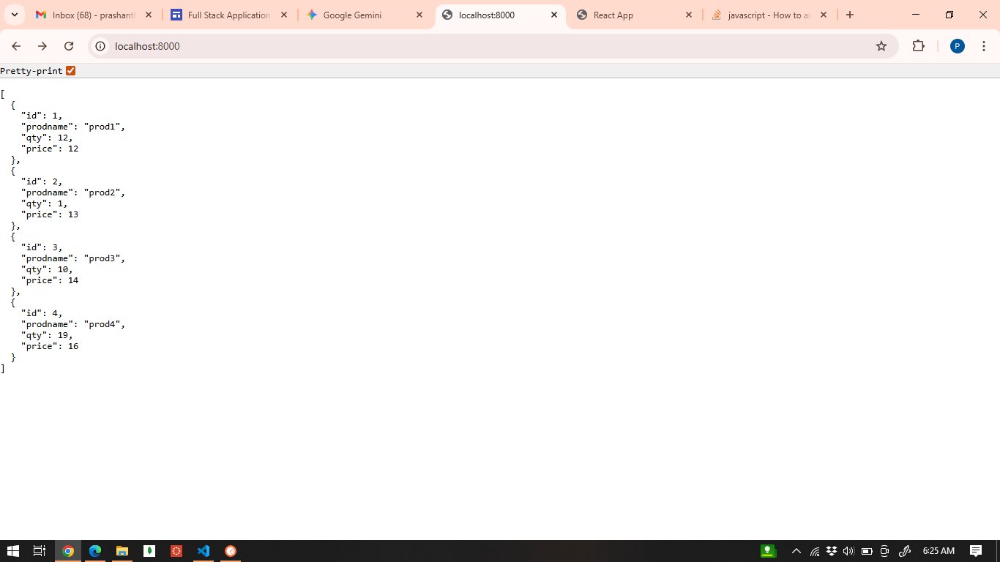 Inbox (68) - prashanth
Full Stack Application
Google Gemini
localhost:8000
React App
javascript - How to ac
localhost:8000
P
Pretty-print
[
  {
    "id": 1,
    "prodname": "prod1",
    "qty": 12,
    "price": 12
  },
  {
    "id": 2,
    "prodname": "prod2",
    "qty": 1,
    "price": 13
  },
  {
    "id": 3,
    "prodname": "prod3",
    "qty": 10,
    "price": 14
  },
  {
    "id": 4,
    "prodname": "prod4",
    "qty": 19,
    "price": 16
  }
]
6:25 AM